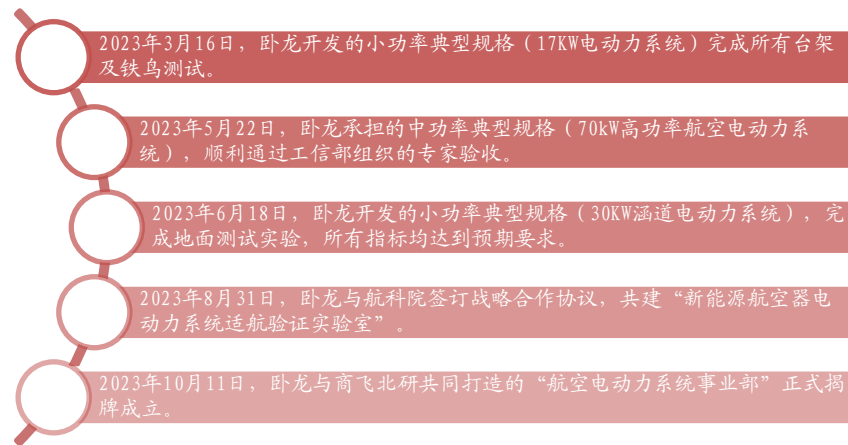 2023年3月16日，卧龙开发的小功率典型规格（17KW电动力系统）完成所有台架
及铁鸟测试。
2023年5月22日，卧龙承担的中功率典型规格（70kW高功率航空电动力系
统），顺利通过工信部组织的专家验收。
2023年6月18日，卧龙开发的小功率典型规格（30KW涵道电动力系统），完
成地面测试实验，所有指标均达到预期要求。
2023年8月31日，卧龙与航科院签订战略合作协议，共建“新能源航空器电
动力系统适航验证实验室”。
2023年10月11日，卧龙与商飞北研共同打造的“航空电动力系统事业部”正式揭
牌成立。